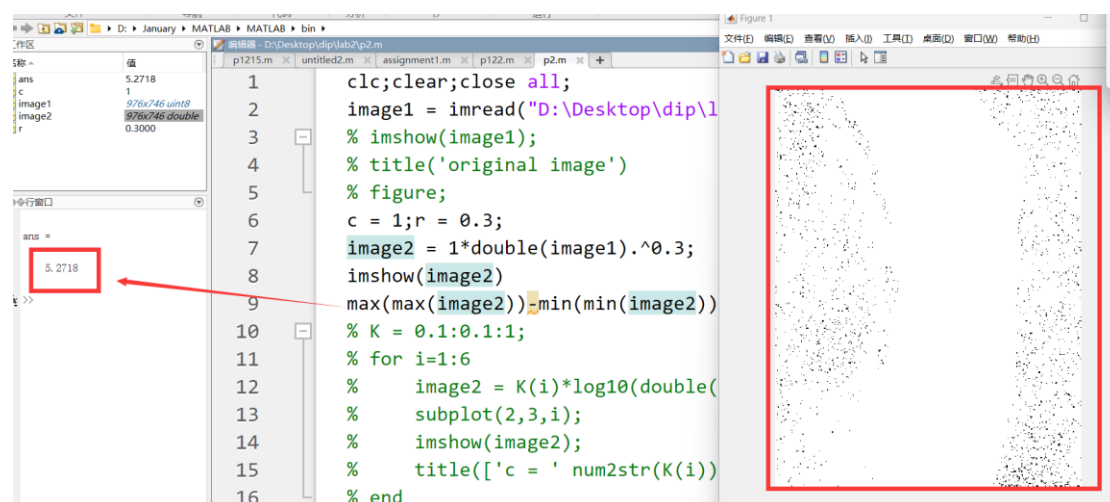 D: ▸ January ▸ MATLAB ▸ MATLAB ▸ bin ▸
工作区
名称
值
ans 5.2718
c 1
image1 976x746 uint8
image2 976x746 double
r 0.3000
命令行窗口
ans =
5.2718
>>
编辑器 - D:\Desktop\dip\lab2\p2.m
p1215.m × untitled2.m × assignment1.m × p122.m × p2.m × +
1 clc;clear;close all;
2 image1 = imread("D:\Desktop\dip\l
3 % imshow(image1);
4 % title('original image')
5 % figure;
6 c = 1;r = 0.3;
7 image2 = 1*double(image1).^0.3;
8 imshow(image2)
9 max(max(image2))-min(min(image2))
10 % K = 0.1:0.1:1;
11 % for i=1:6
12 % image2 = K(i)*log10(double(
13 % subplot(2,3,i);
14 % imshow(image2);
15 % title(['c = ' num2str(K(i))
16 % end
Figure 1
文件(F) 编辑(E) 查看(V) 插入(I) 工具(T) 桌面(D) 窗口(W) 帮助(H)